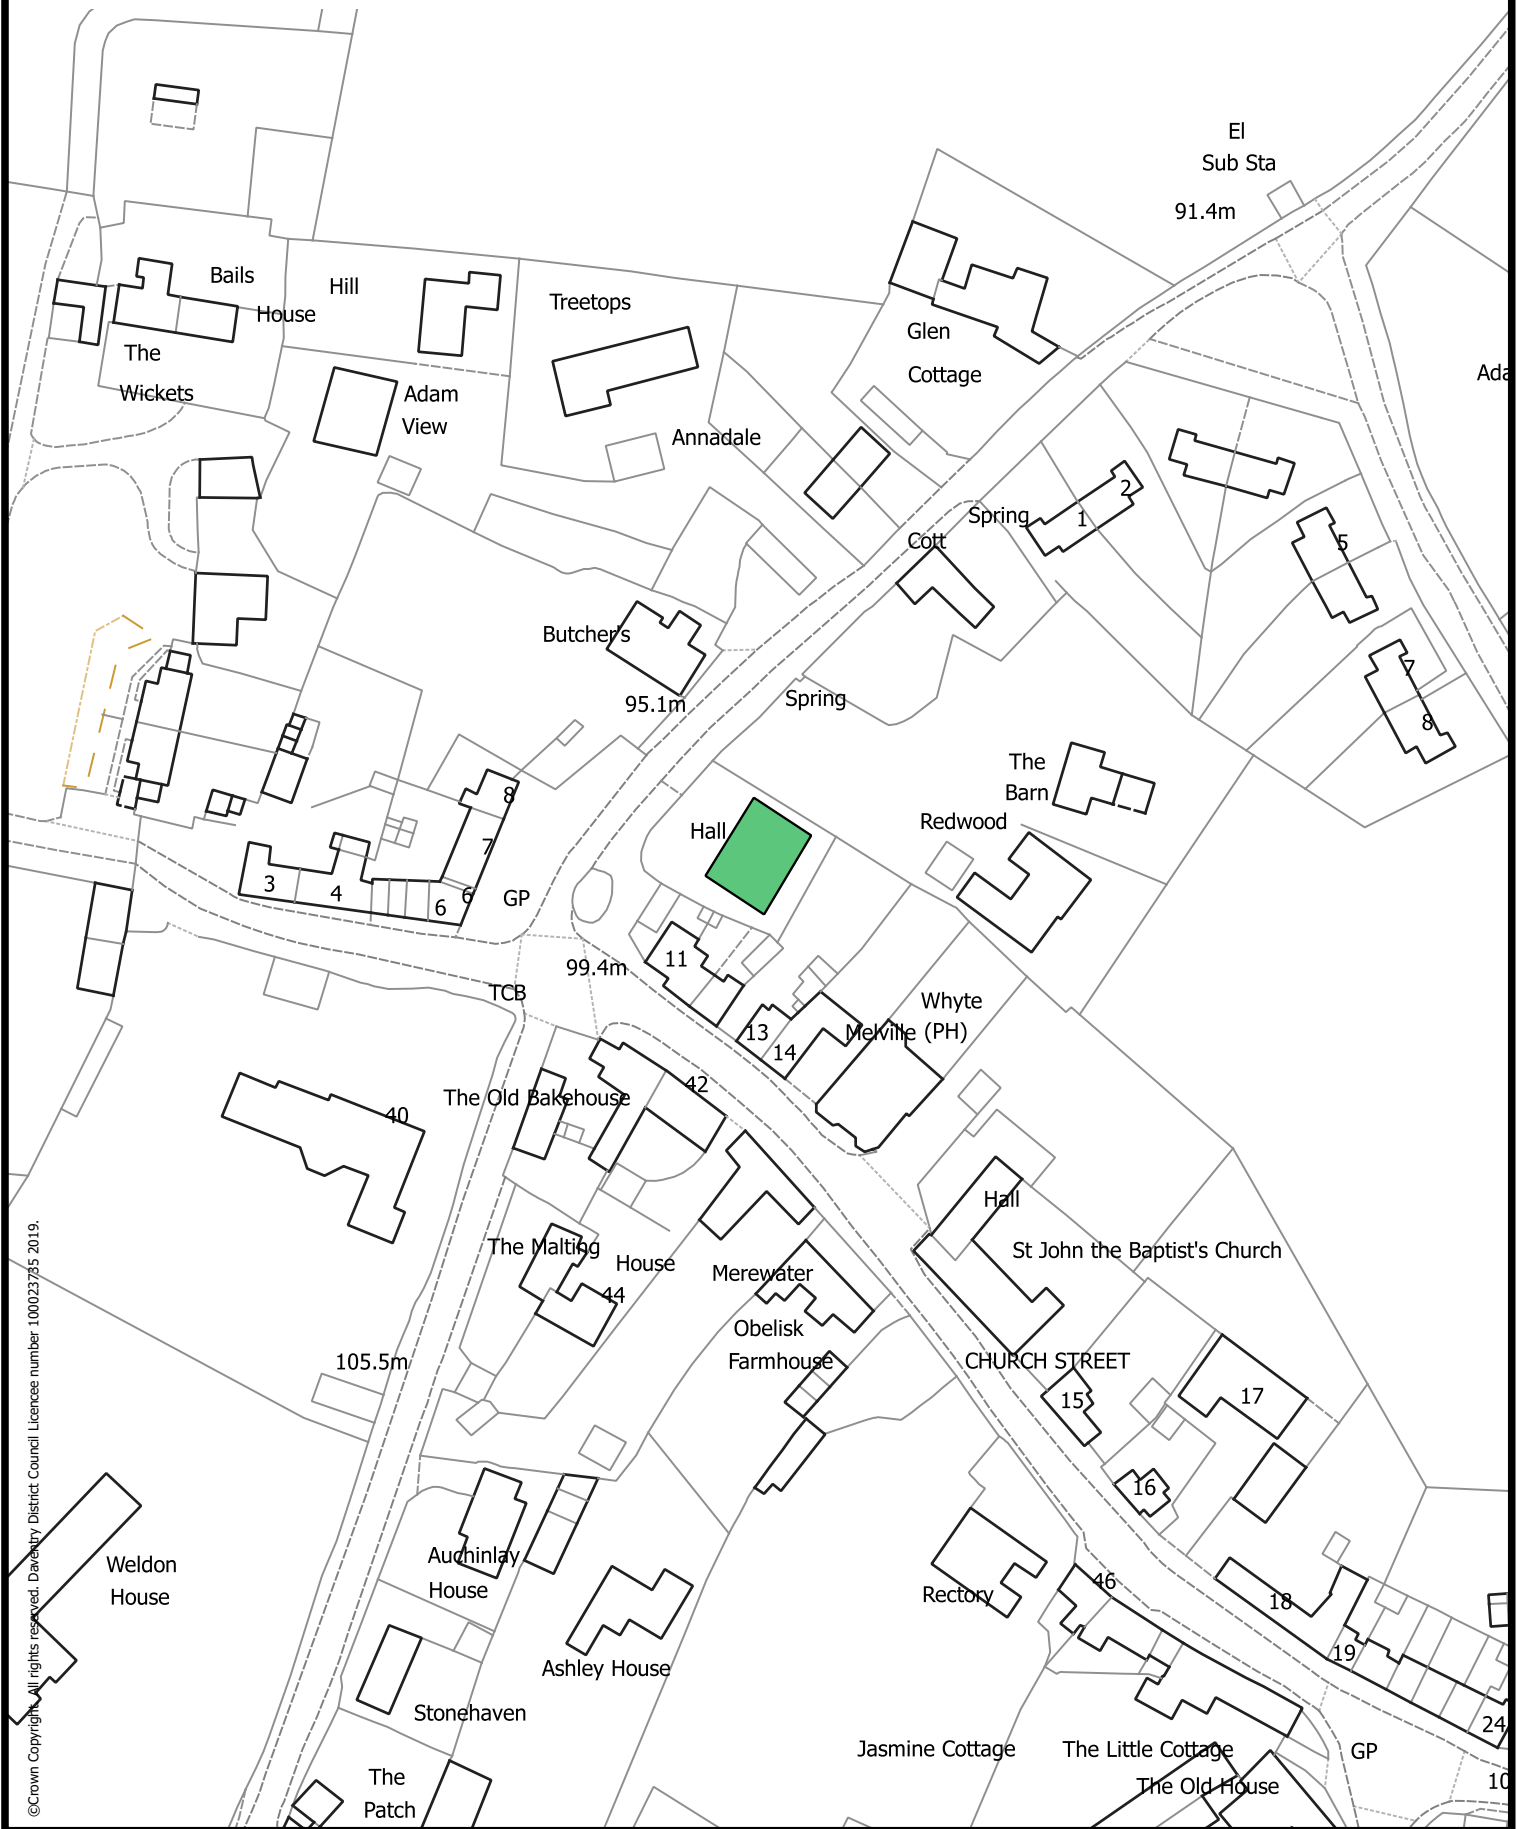 El
Sub Sta
91.4m
Bails
House
Hill
Treetops
The
Wickets
Adam
View
Annadale
Glen
Cottage
Spring
Cott
1
2
5
7
8
Butcher's
95.1m
Spring
The
Barn
Redwood
Hall
8
7
6
6
3
4
GP
99.4m
TCB
11
13
14
Whyte
Melville (PH)
The Old Bakehouse
42
40
Hall
St John the Baptist's Church
The Malting
House
44
Merewater
Obelisk
Farmhouse
105.5m
CHURCH STREET
15
17
16
Weldon
House
Auchinlay
House
Rectory
46
18
19
24
Ashley House
Stonehaven
Jasmine Cottage
The Little Cottage
The Old House
GP
10
The
Patch
©Crown Copyright. All rights reserved. Daventry District Council Licencee number 100023735 2019.